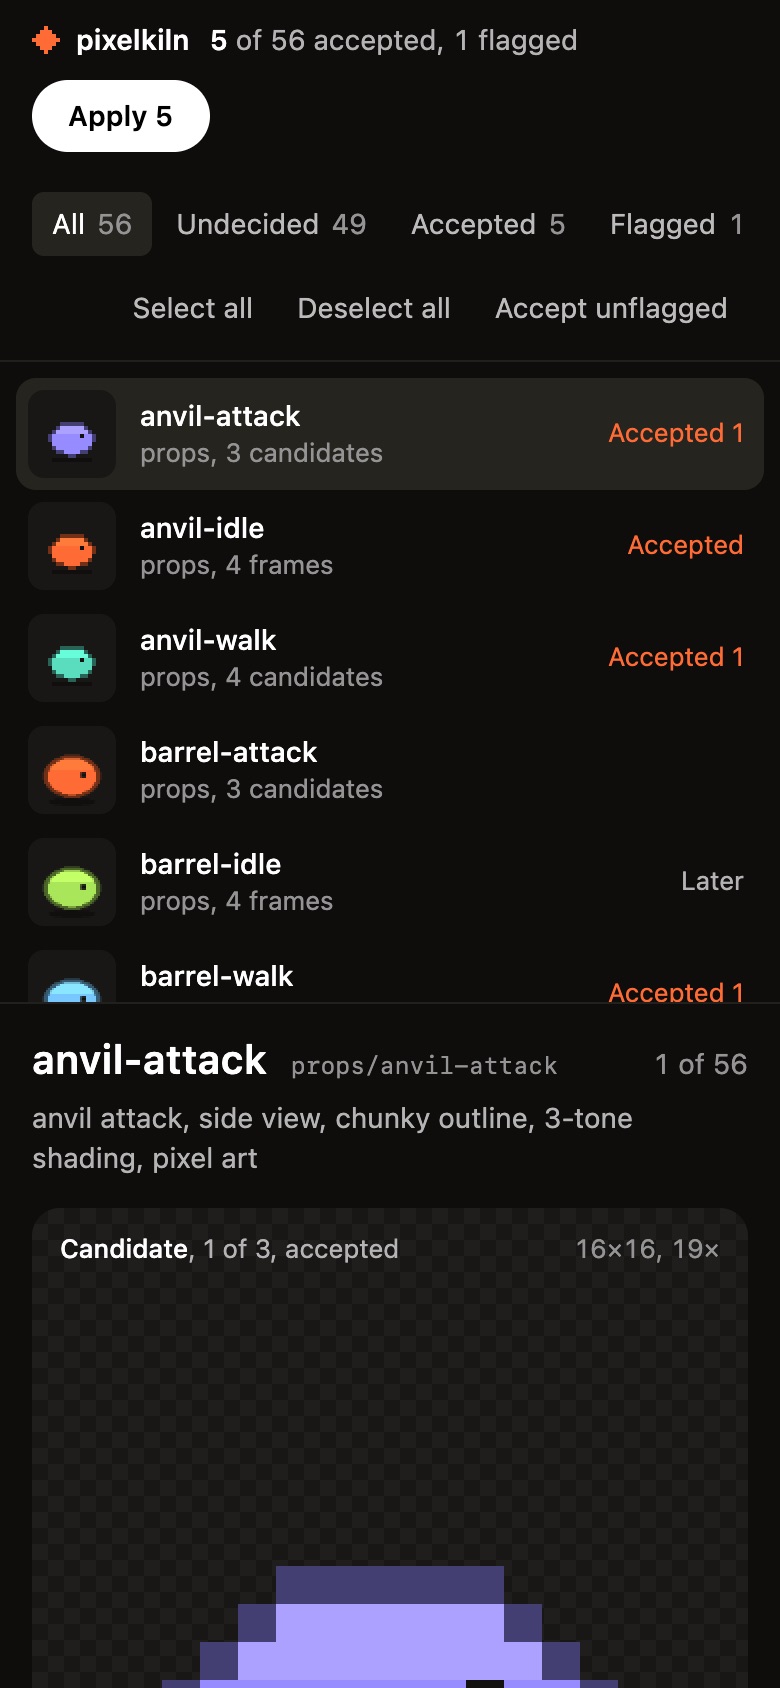 pixelkiln 5 of 56 accepted, 1 flagged
Apply 5
All 56 Undecided 49 Accepted 5 Flagged 1
Select all Deselect all Accept unflagged
anvil-attack
props, 3 candidates
Accepted 1
anvil-idle
props, 4 frames
Accepted
anvil-walk
props, 4 candidates
Accepted 1
barrel-attack
props, 3 candidates
barrel-idle
props, 4 frames
Later
barrel-walk
Accepted 1
anvil-attack props/anvil-attack 1 of 56
anvil attack, side view, chunky outline, 3-tone
shading, pixel art
Candidate, 1 of 3, accepted 16×16, 19×